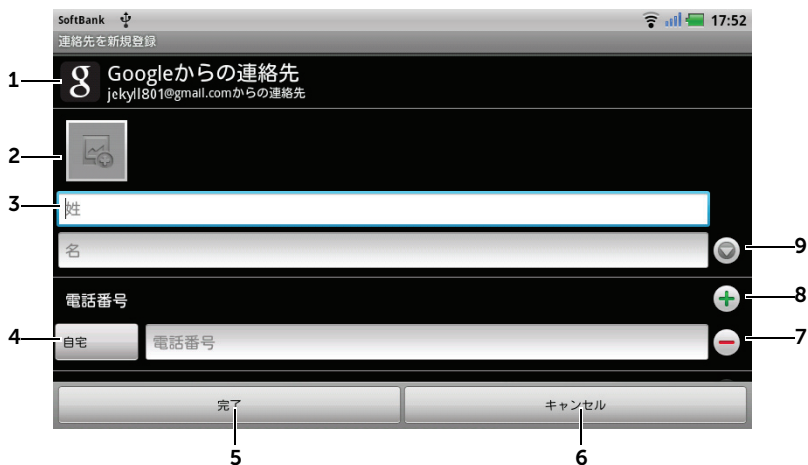 SoftBank 17:52
連絡先を新規登録
1 Googleからの連絡先
jekyll801@gmail.comからの連絡先
2
3 姓
名 9
電話番号 8
4 自宅 電話番号 7
完了 キャンセル
5 6